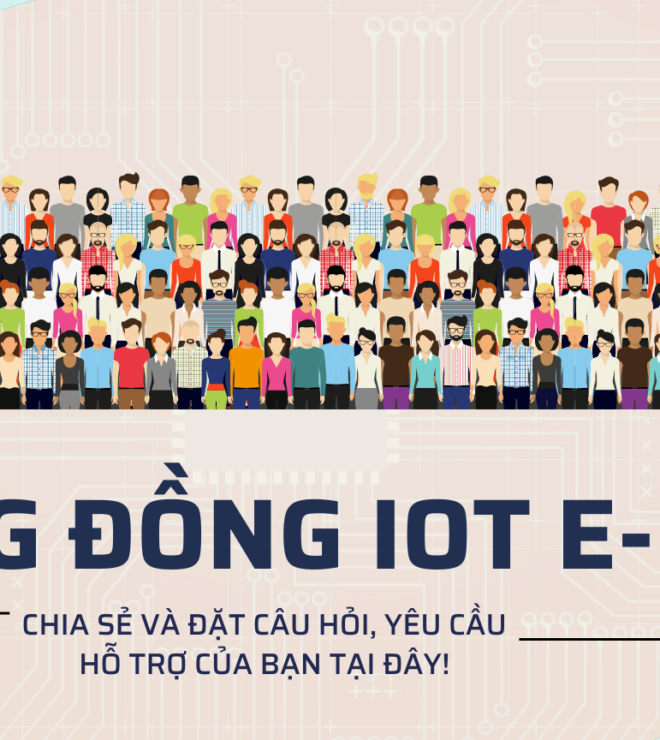 G ĐỒNG IOT E-
CHIA SẺ VÀ ĐẶT CÂU HỎI, YÊU CẦU
HỖ TRỢ CỦA BẠN TẠI ĐÂY!